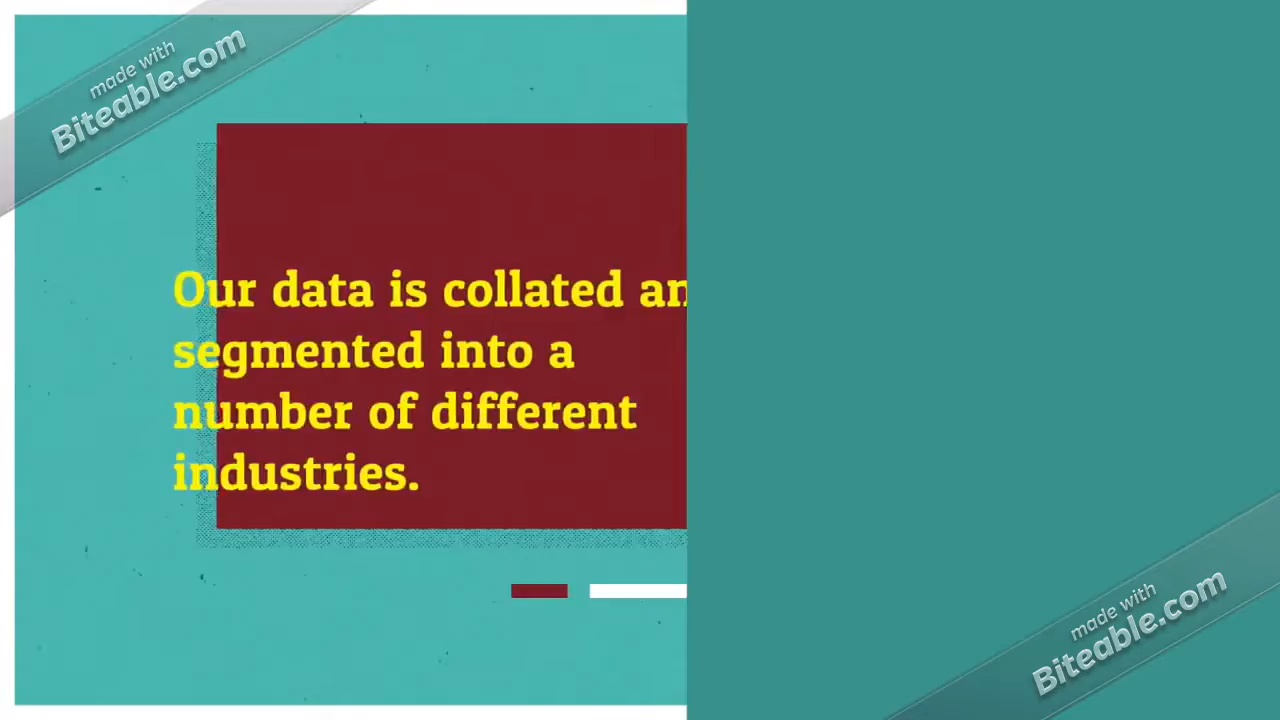 made with
Biteable.com
Our data is collated an
segmented into a
number of different
industries.
made with
Biteable.com